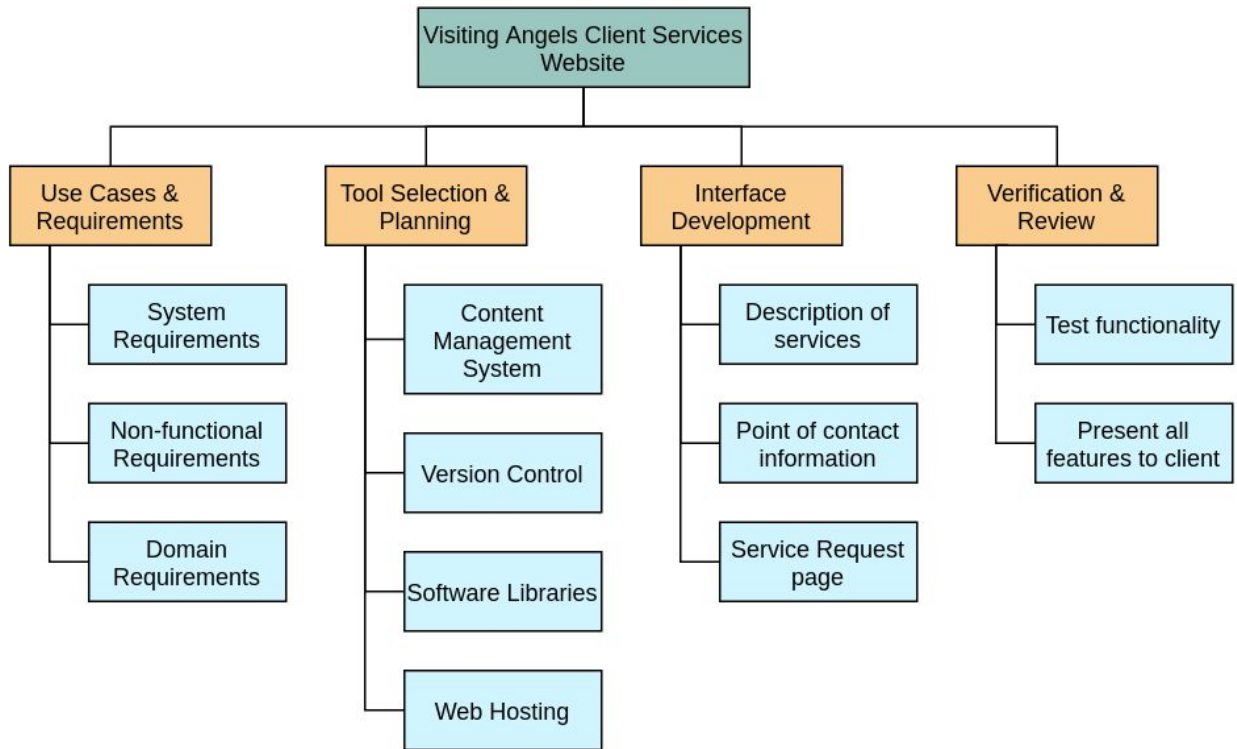 Visiting Angels Client Services
Website
Use Cases &
Requirements
System
Requirements
Non-functional
Requirements
Domain
Requirements
Tool Selection &
Planning
Content
Management
System
Version Control
Software Libraries
Web Hosting
Interface
Development
Description of
services
Point of contact
information
Service Request
page
Verification &
Review
Test functionality
Present all
features to client